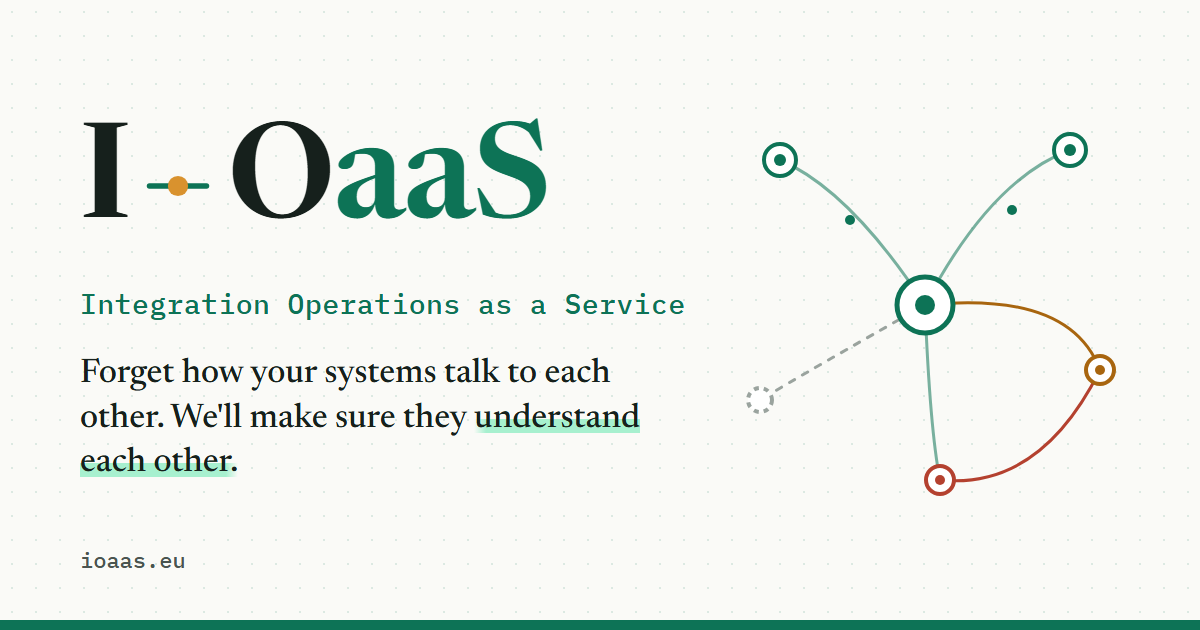 I-OaaS
Integration Operations as a Service
Forget how your systems talk to each
other. We'll make sure they understand
each other.
ioaas.eu